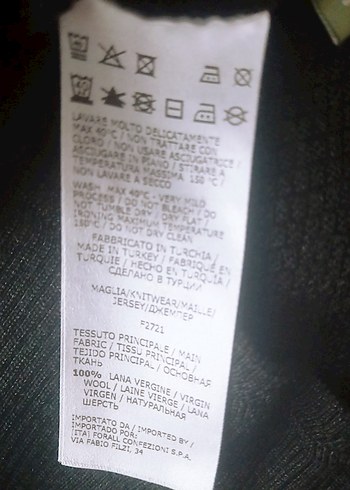 LAVARE MOLTO DELICATAMENTE
MAX 40°C / NON TRATTARE CON
CLORO / NON USARE ASCIUGATRICE /
ASCIUGARE IN PIANO / STIRARE A
TEMPERATURA MASSIMA 150 °C /
NON LAVARE A SECCO
WASH MAX 40°C - VERY MILD
PROCESS / DO NOT BLEACH / DO
NOT TUMBLE DRY / DRY FLAT /
IRONING MAXIMUM TEMPERATURE
150°C / DO NOT DRY CLEAN
FABBRICATO IN TURCHIA /
MADE IN TURKEY / FABRIQUÉ EN
TURQUIE / HECHO EN TURQUIA /
СДЕЛАНО В ТУРЦИИ
MAGLIA/KNITWEAR/MAILLE/
JERSEY/ДЖЕМПЕР
F2721
TESSUTO PRINCIPALE / MAIN
FABRIC / TISSU PRINCIPAL /
TEJIDO PRINCIPAL / ОСНОВНАЯ
ТКАНЬ
100% LANA VERGINE / VIRGIN
WOOL / LAINE VIERGE / LANA
VIRGEN / НАТУРАЛЬНАЯ
ШЕРСТЬ
IMPORTATO DA / IMPORTED BY /
IMPORTADO POR:
[ITA] FORALL CONFEZIONI S.P.A.
VIA FABIO FILZI, 34